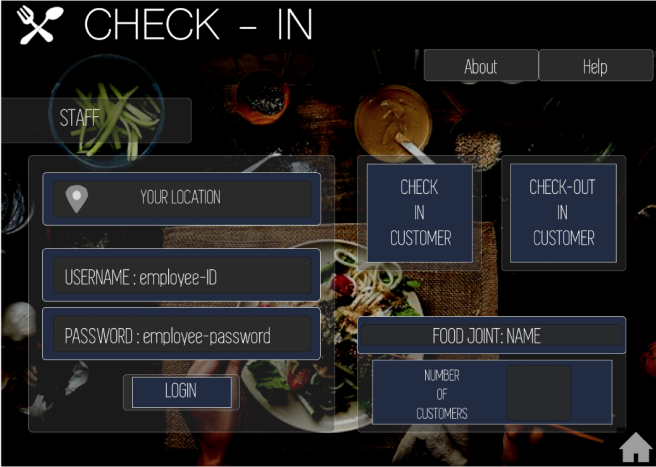 CHECK - IN
About
Help
STAFF
YOUR LOCATION
USERNAME : employee-ID
PASSWORD : employee-password
LOGIN
CHECK
IN
CUSTOMER
CHECK-OUT
IN
CUSTOMER
FOOD JOINT: NAME
NUMBER
OF
CUSTOMERS